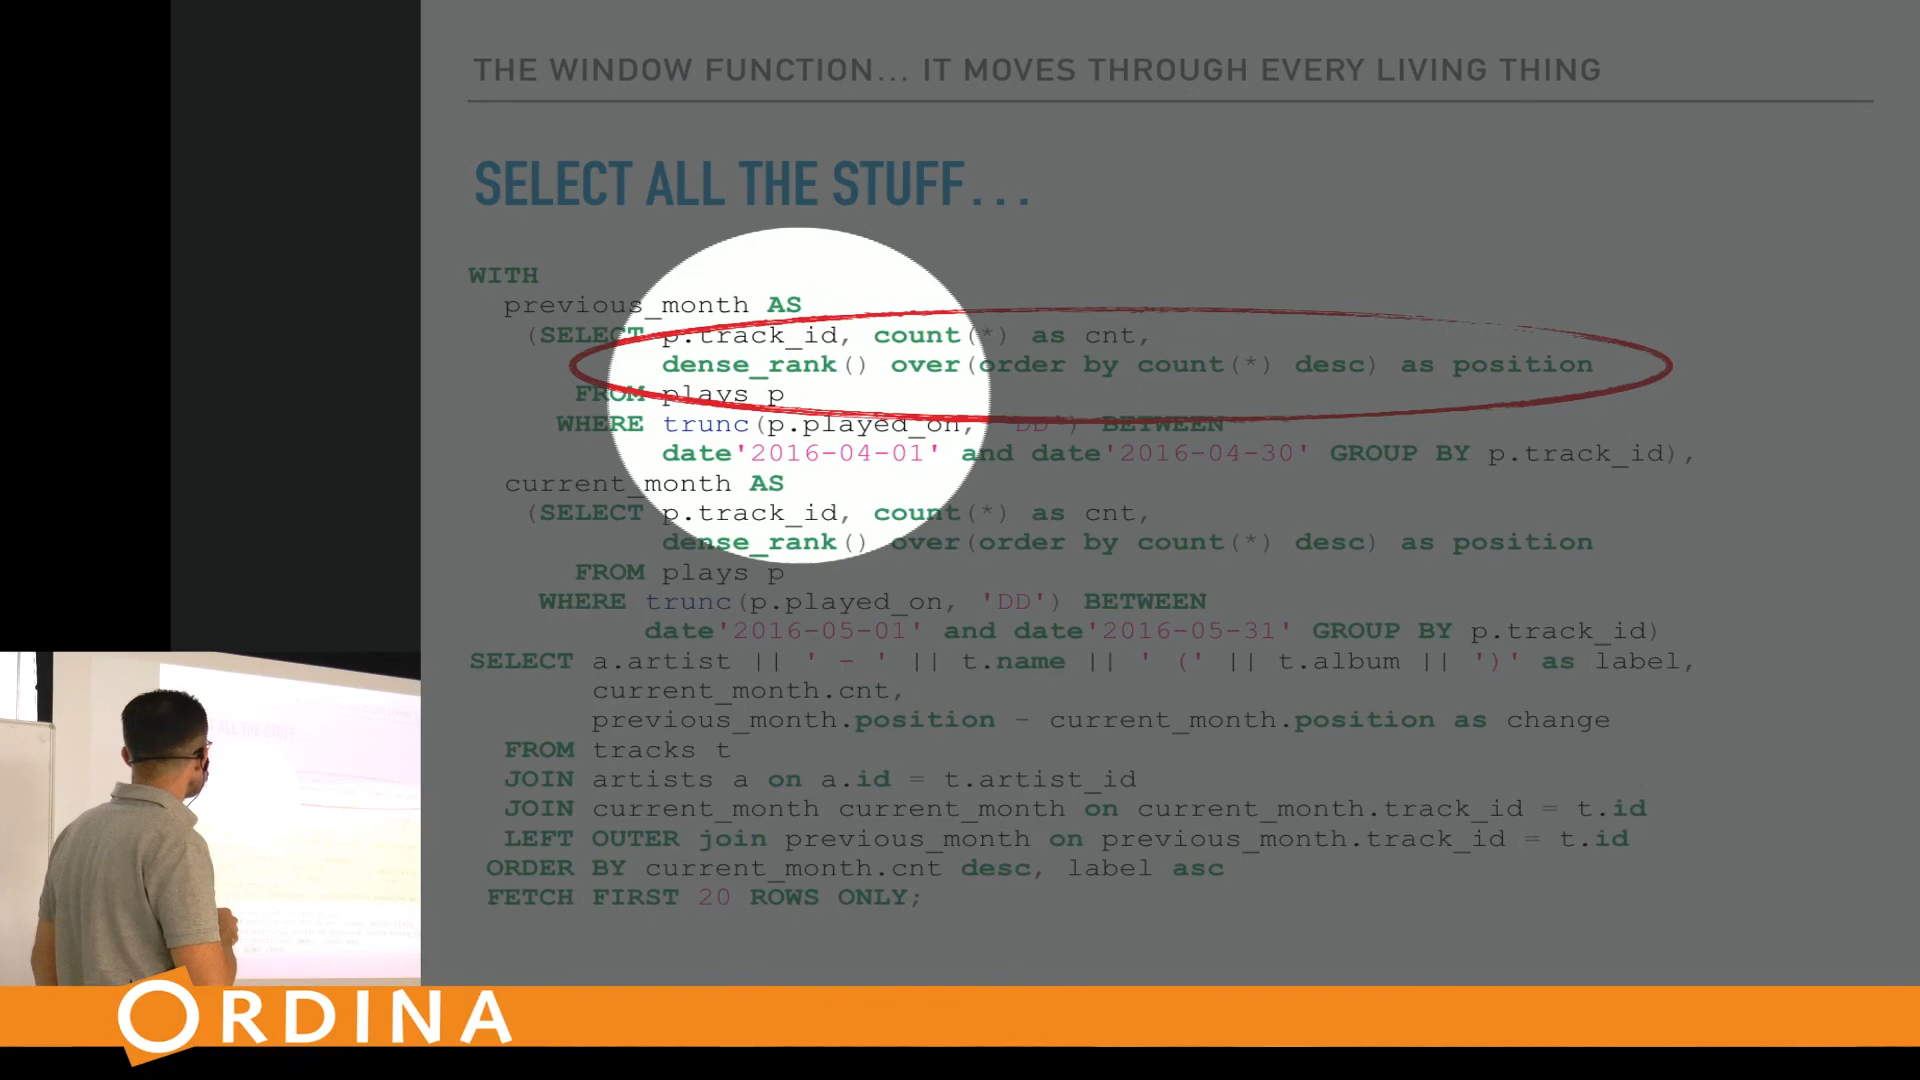 THE WINDOW FUNCTION... IT MOVES THROUGH EVERY LIVING THING
SELECT ALL THE STUFF...
WITH
previous_month AS
(SELECT p.track_id, count(*) as cnt,
dense_rank() over(order by count(*) desc) as position
FROM plays p
WHERE trunc(p.played_on, 'DD') BETWEEN
date'2016-04-01' and date'2016-04-30' GROUP BY p.track_id),
current_month AS
(SELECT p.track_id, count(*) as cnt,
dense_rank() over(order by count(*) desc) as position
FROM plays p
WHERE trunc(p.played_on, 'DD') BETWEEN
date'2016-05-01' and date'2016-05-31' GROUP BY p.track_id)
SELECT a.artist || ' - ' || t.name || ' (' || t.album || ')' as label,
current_month.cnt,
previous_month.position - current_month.position as change
FROM tracks t
JOIN artists a on a.id = t.artist_id
JOIN current_month current_month on current_month.track_id = t.id
LEFT OUTER join previous_month on previous_month.track_id = t.id
ORDER BY current_month.cnt desc, label asc
FETCH FIRST 20 ROWS ONLY;
ALL THE STUFF...
ORDINA